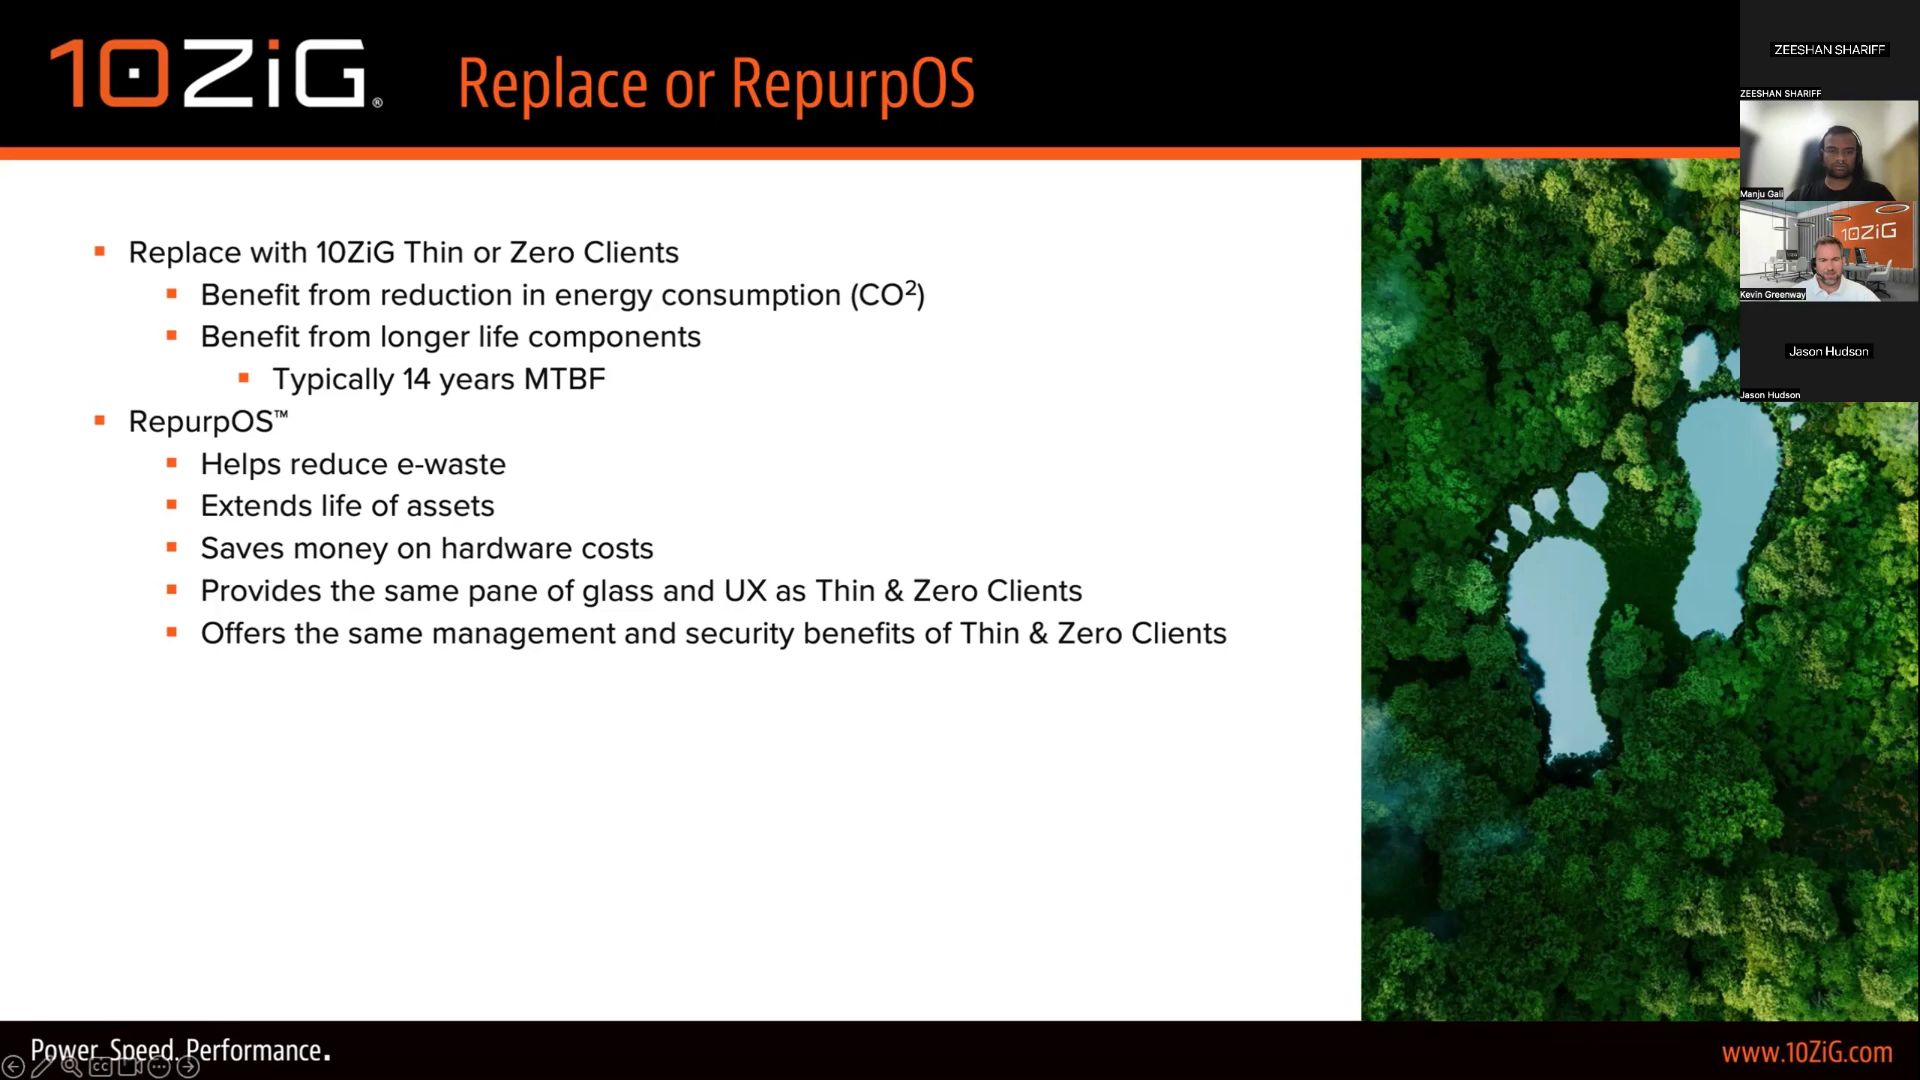 10ZiG®
Replace or RepurpOS
Replace with 10ZiG Thin or Zero Clients
Benefit from reduction in energy consumption (CO²)
Benefit from longer life components
Typically 14 years MTBF
RepurpOS™
Helps reduce e-waste
Extends life of assets
Saves money on hardware costs
Provides the same pane of glass and UX as Thin & Zero Clients
Offers the same management and security benefits of Thin & Zero Clients
Power. Speed. Performance.
CC
www.10ZiG.com
ZEESHAN SHARIFF
ZEESHAN SHARIFF
Manju Gali
10ZiG
Kevin Greenway
Jason Hudson
Jason Hudson